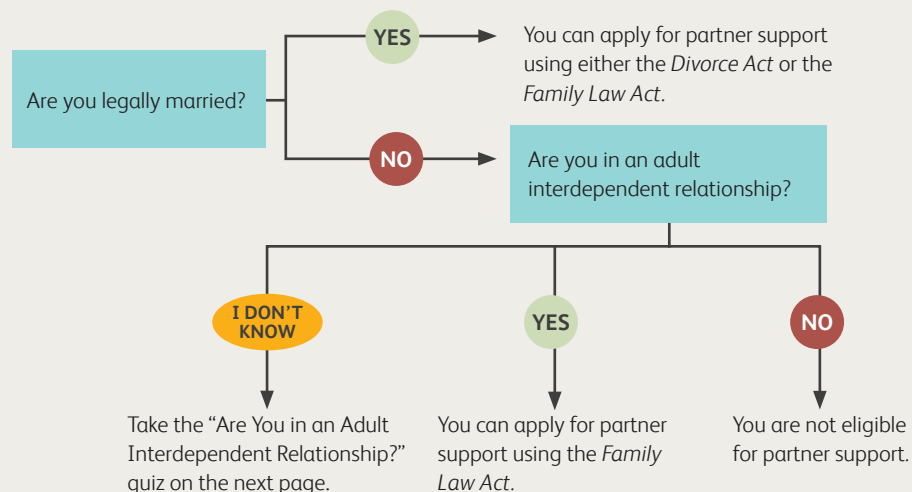 YES
You can apply for partner support
using either the Divorce Act or the
Family Law Act.
Are you legally married?
NO
Are you in an adult
interdependent relationship?
I DON'T
KNOW
YES
NO
Take the “Are You in an Adult
Interdependent Relationship?”
quiz on the next page.
You can apply for partner
support using the Family
Law Act.
You are not eligible
for partner support.